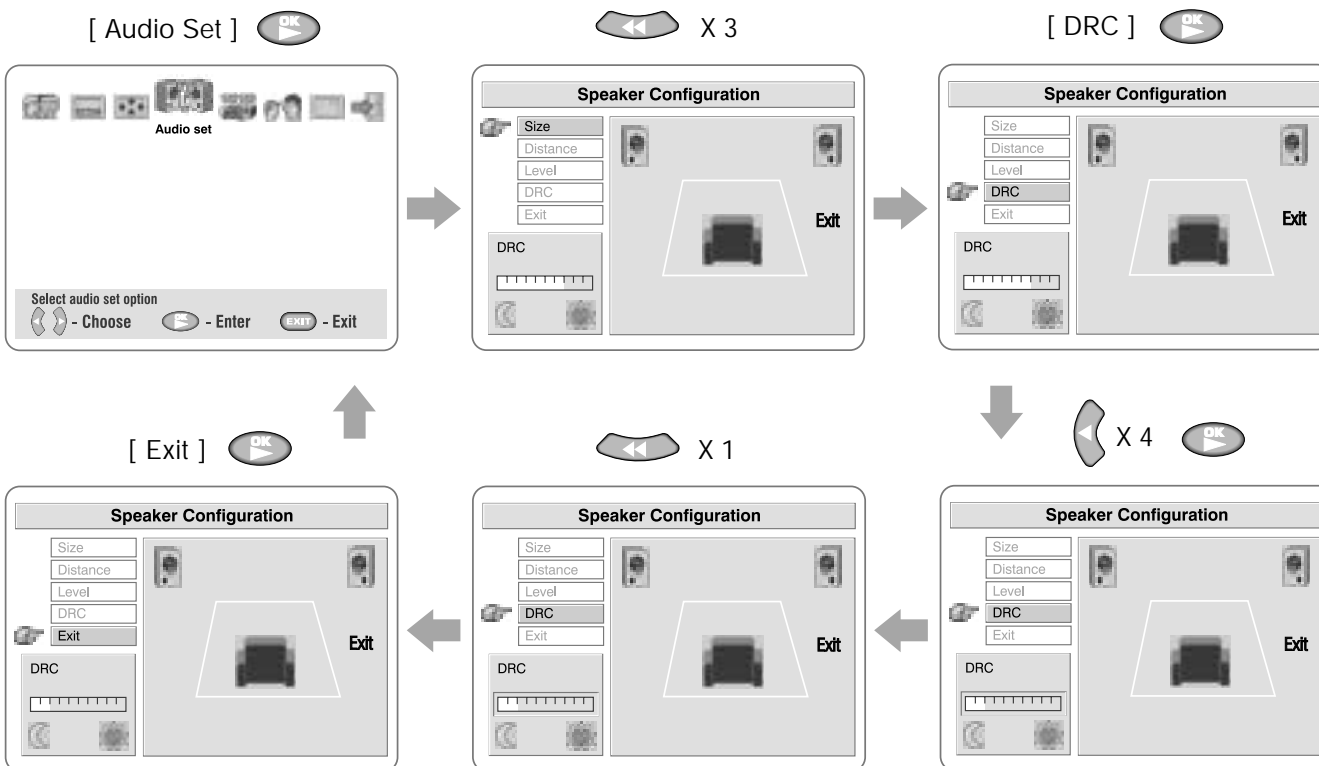 [ Audio Set ] OK
Audio set
Select audio set option
- Choose OK - Enter EXIT - Exit
X 3
Speaker Configuration
Size
Distance
Level
DRC
Exit
Exit
DRC
[ DRC ] OK
Speaker Configuration
Size
Distance
Level
DRC
Exit
Exit
DRC
X 4 OK
Speaker Configuration
Size
Distance
Level
DRC
Exit
Exit
DRC
X 1
Speaker Configuration
Size
Distance
Level
DRC
Exit
Exit
DRC
[ Exit ] OK
Speaker Configuration
Size
Distance
Level
DRC
Exit
Exit
DRC